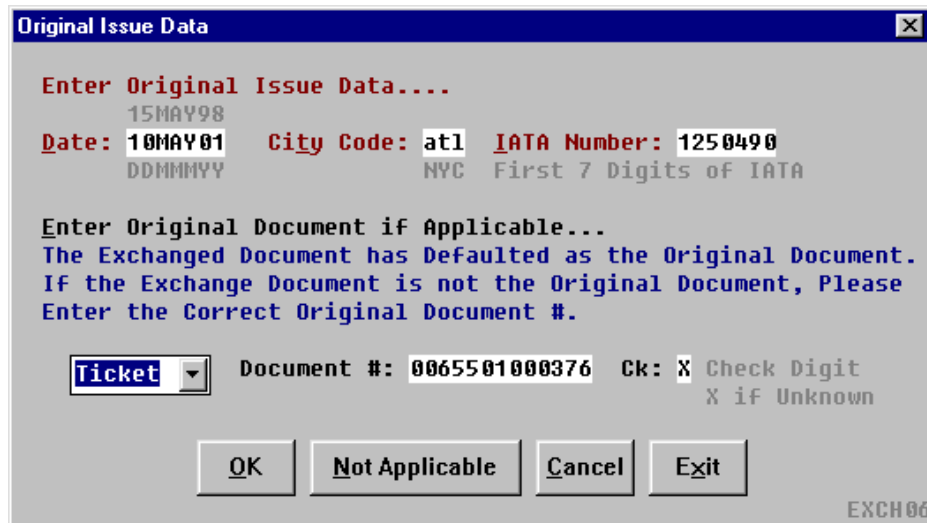 Original Issue Data
Enter Original Issue Data....
15MAY98
Date: 10MAY01 City Code: atl IATA Number: 1250490
DDMMMYY NYC First 7 Digits of IATA
Enter Original Document if Applicable...
The Exchanged Document has Defaulted as the Original Document.
If the Exchange Document is not the Original Document, Please
Enter the Correct Original Document #.
Ticket Document #: 0065501000376 Ck: X Check Digit
X if Unknown
OK Not Applicable Cancel Exit
EXCH06